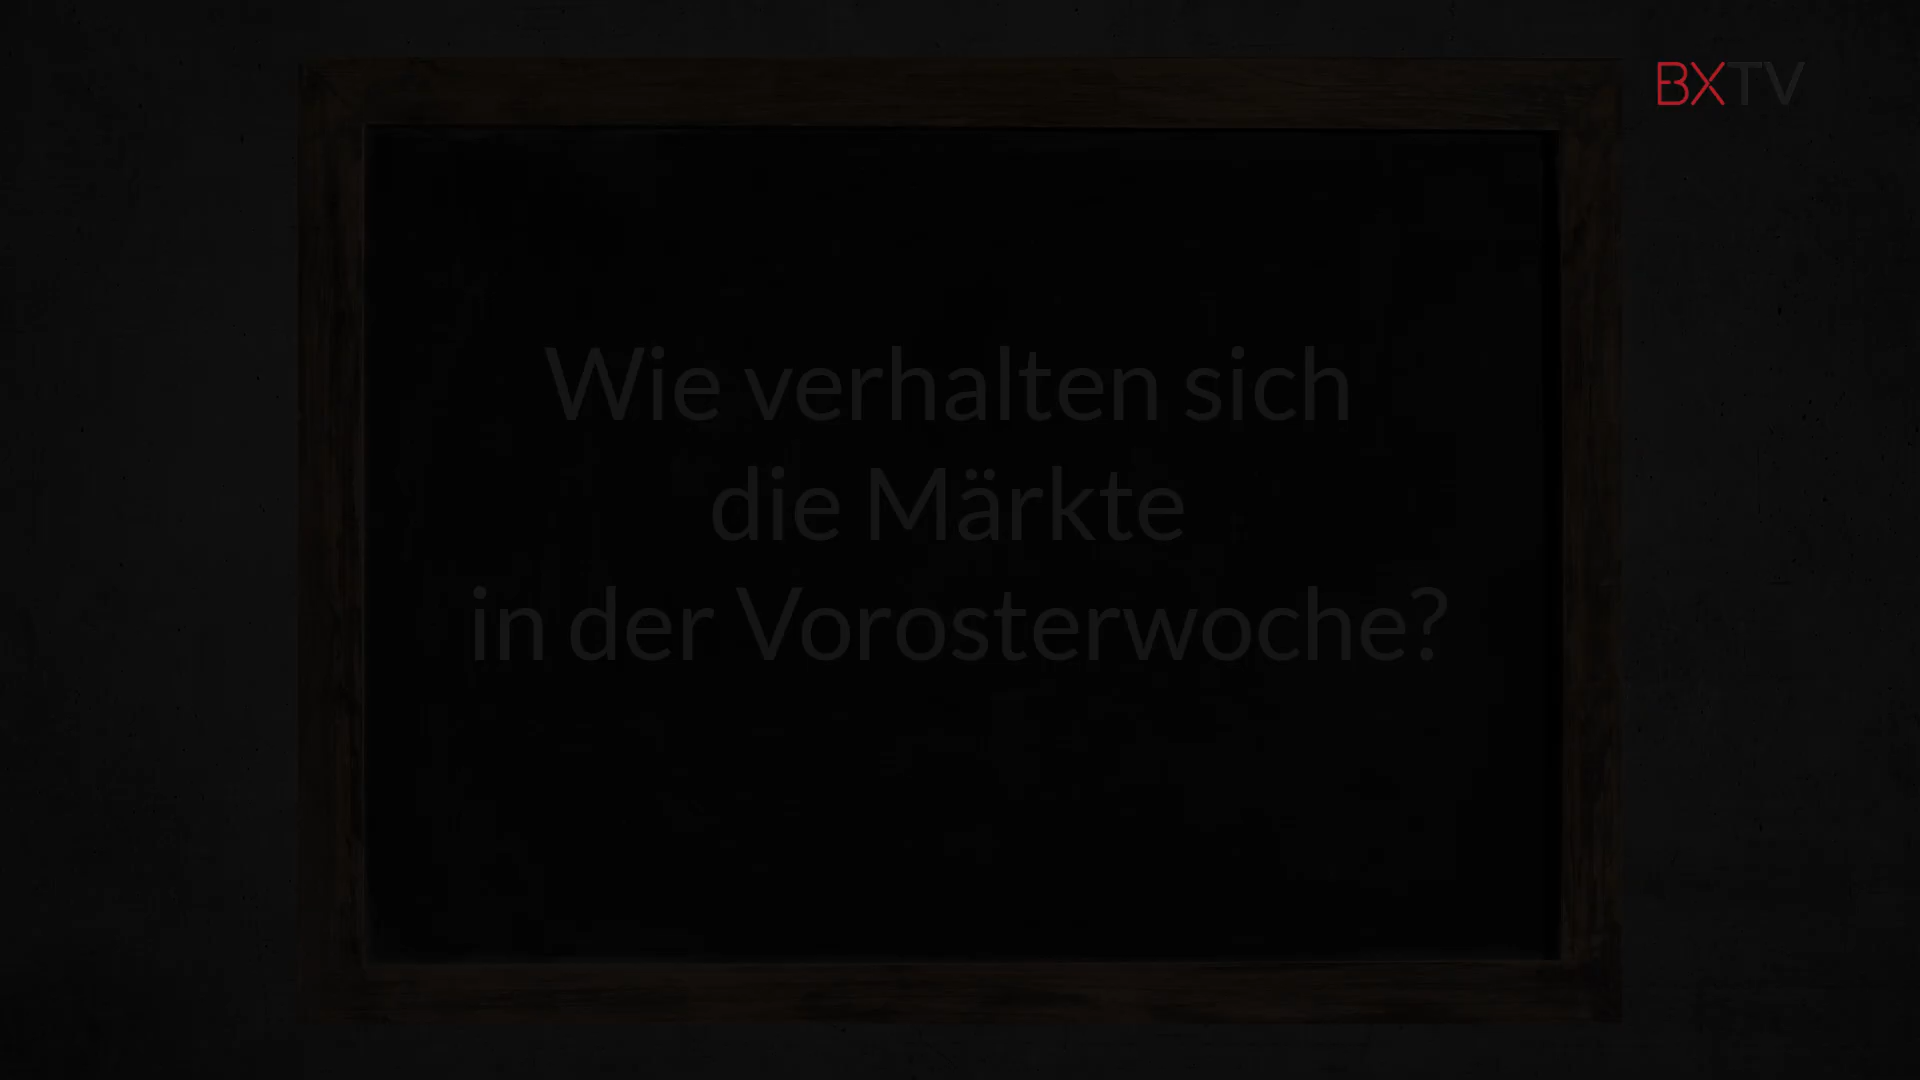 BXTV
Wie verhalten sich
die Märkte
in der Vorosterwoche?